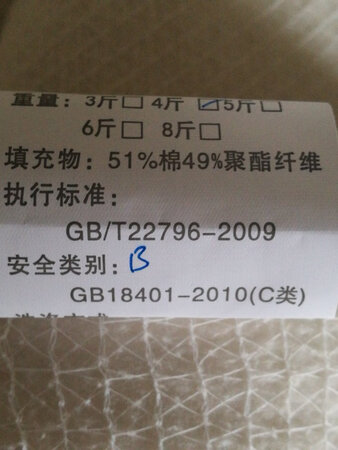 重量：3斤□ 4斤☑5斤□
6斤□ 8斤□
填充物：51%棉49%聚酯纤维
执行标准：
GB/T22796-2009
安全类别：B
GB18401-2010(C类)